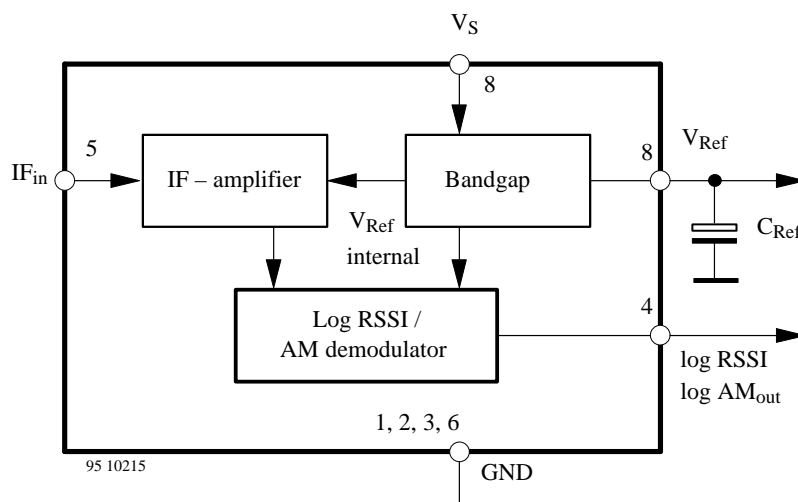 V_S
8
5
IF_in
IF – amplifier
Bandgap
8
V_Ref
C_Ref
V_Ref
internal
Log RSSI /
AM demodulator
4
log RSSI
log AM_out
1, 2, 3, 6
GND
95 10215